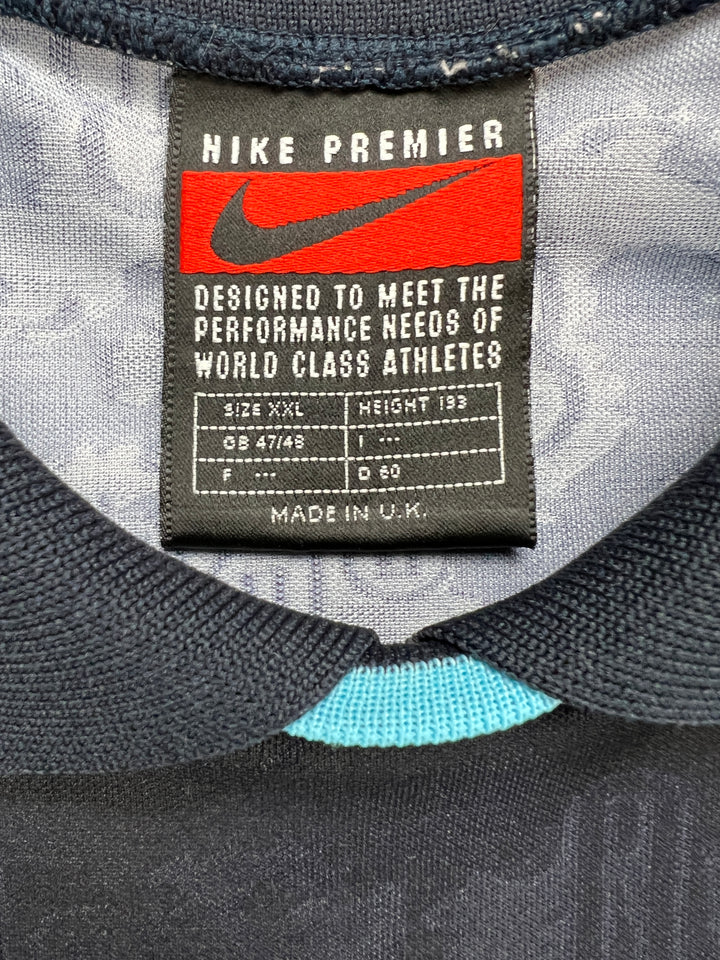 NIKE PREMIER
DESIGNED TO MEET THE
PERFORMANCE NEEDS OF
WORLD CLASS ATHLETES
SIZE XXL HEIGHT 193
GB 47/48 I ---
F --- D 60
MADE IN U.K.